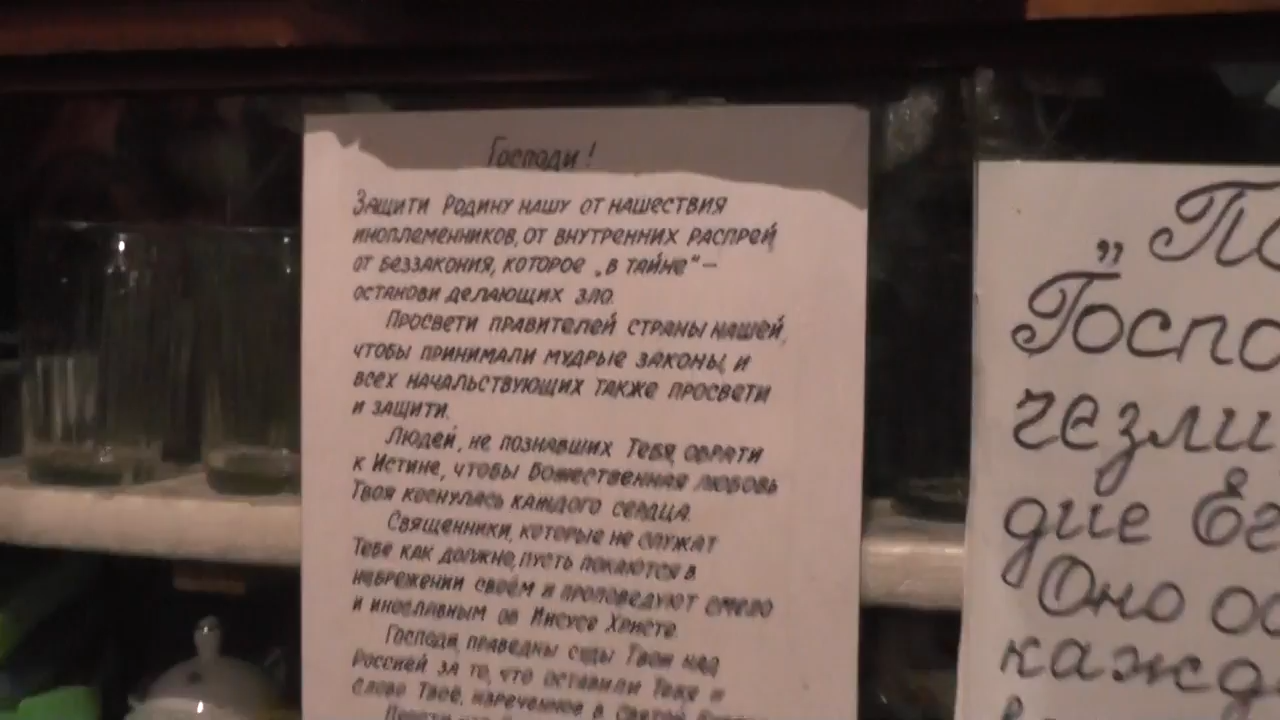 Господи!
Защити Родину нашу от нашествия
иноплеменников, от внутренних распрей,
от беззакония, которое „в тайне" –
останови делающих зло.
Просвети правителей страны нашей,
чтобы принимали мудрые законы, и
всех начальствующих также просвети
и защити.
Людей, не познавших Тебя, обрати
к Истине, чтобы Божественная любовь
Твоя коснулась каждого сердца.
Священники, которые не служат
Тебе как должно, пусть покаются в
небрежении своём и проповедуют смело
и инославным об Иисусе Христе.
Господи, праведны суды Твои над
Россией за то, что оставили Тебя и
Слово Твоё, наречённое в Святой
„По
Госпо
чезли
дие Ег
Оно ос
кажд